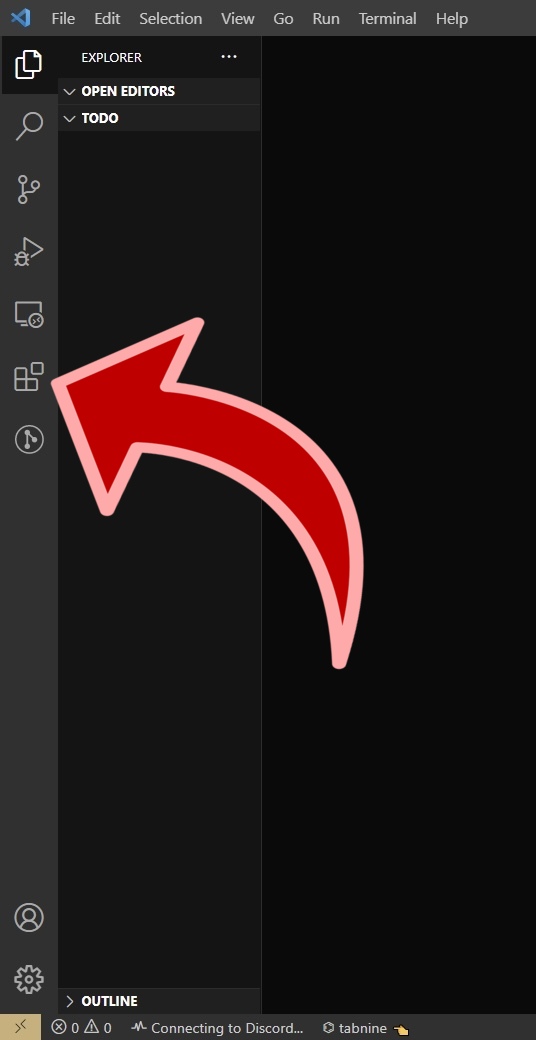 File Edit Selection View Go Run Terminal Help
EXPLORER
OPEN EDITORS
TODO
OUTLINE
0 0 Connecting to Discord... tabnine